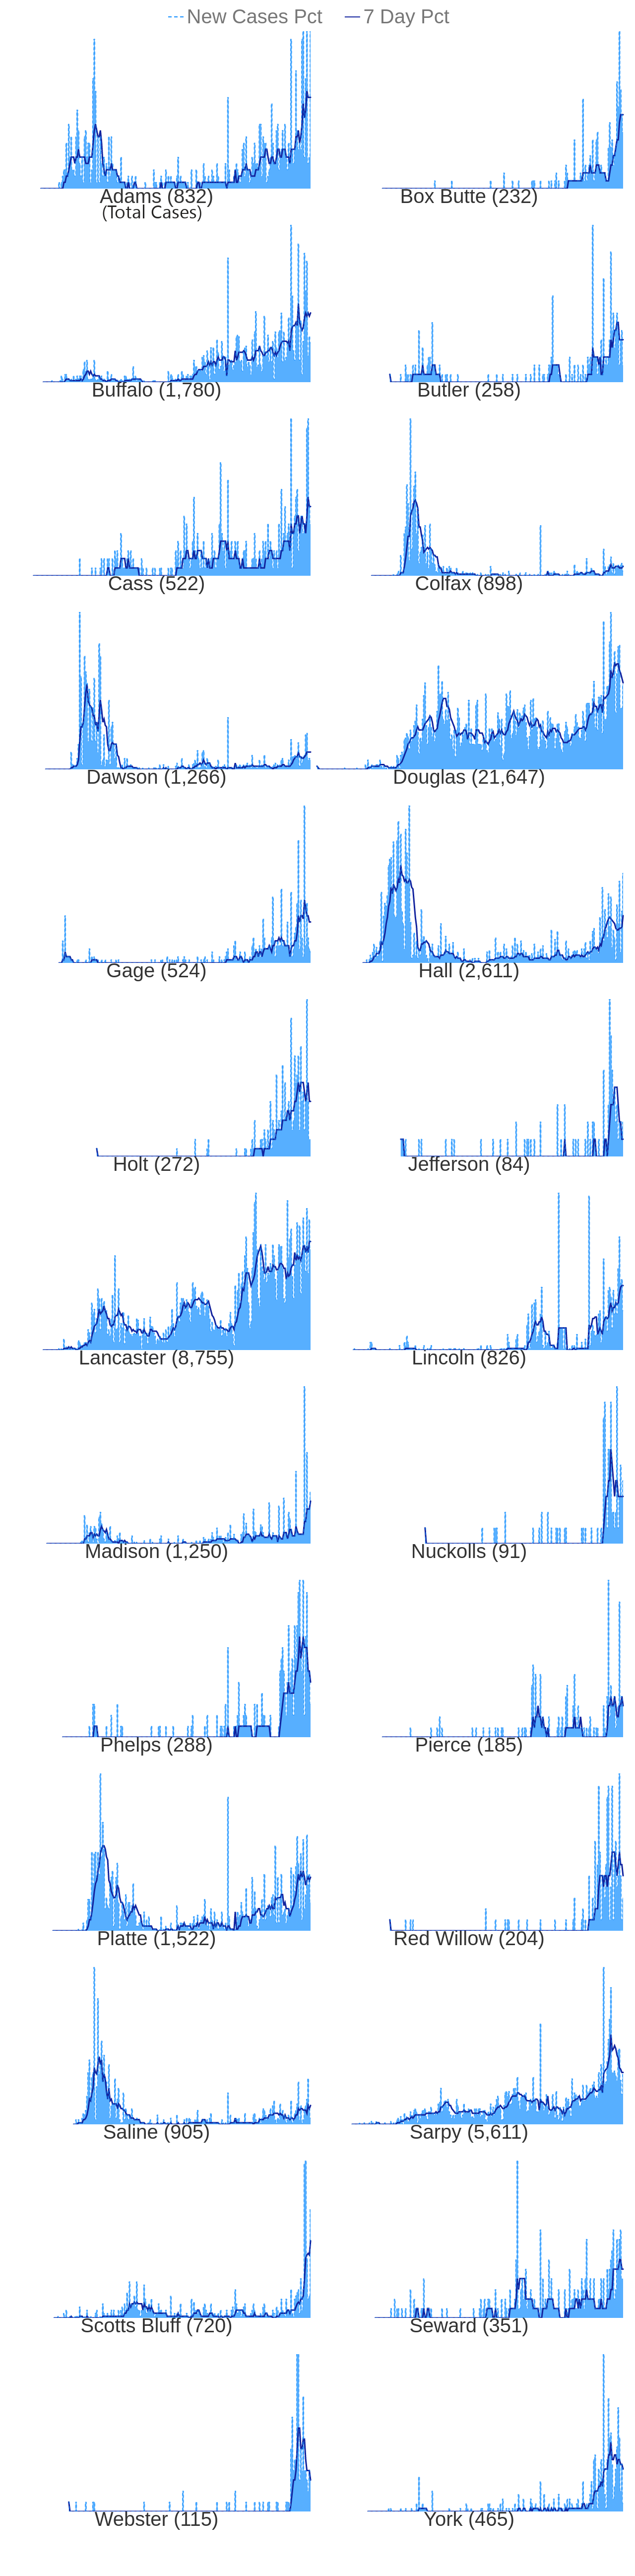 New Cases Pct 7 Day Pct
Adams (832) Box Butte (232)
(Total Cases)
Buffalo (1,780) Butler (258)
Cass (522) Colfax (898)
Dawson (1,266) Douglas (21,647)
Gage (524) Hall (2,611)
Holt (272) Jefferson (84)
Lancaster (8,755) Lincoln (826)
Madison (1,250) Nuckolls (91)
Phelps (288) Pierce (185)
Platte (1,522) Red Willow (204)
Saline (905) Sarpy (5,611)
Scotts Bluff (720) Seward (351)
Webster (115) York (465)